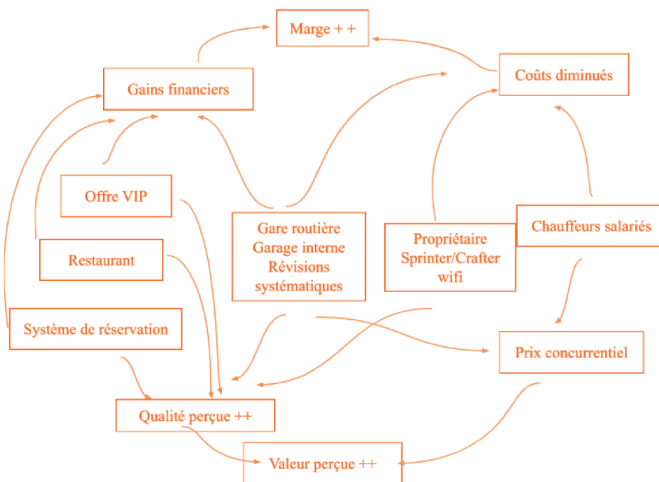 Marge + +
Gains financiers
Coûts diminués
Offre VIP
Restaurant
Gare routière
Garage interne
Révisions
systématiques
Propriétaire
Sprinter/Crafter
wifi
Chauffeurs salariés
Système de réservation
Prix concurrentiel
Qualité perçue ++
Valeur perçue ++